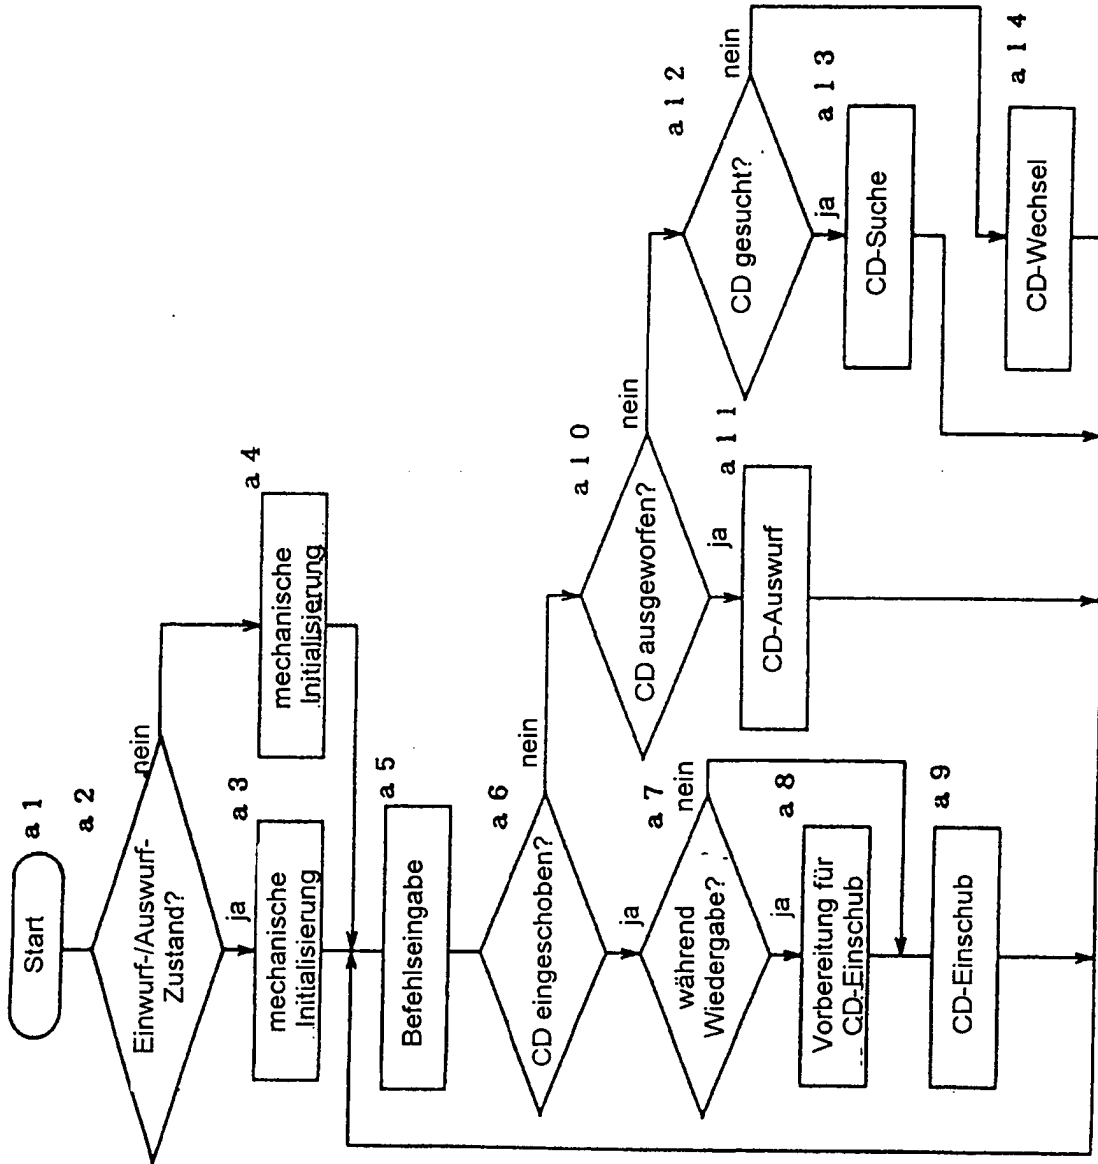 Start
a 1
Einwurf-/Auswurf-
Zustand?
a 2
nein
ja
mechanische
Initialisierung
a 3
mechanische
Initialisierung
a 4
Befehlseingabe
a 5
CD eingeschoben?
a 6
nein
ja
während
Wiedergabe?
a 7
nein
ja
Vorbereitung für
CD-Einschub
a 8
CD-Einschub
a 9
CD ausgeworfen?
a 1 0
nein
ja
CD-Auswurf
a 1 1
CD gesucht?
a 1 2
nein
ja
CD-Suche
a 1 3
CD-Wechsel
a 1 4